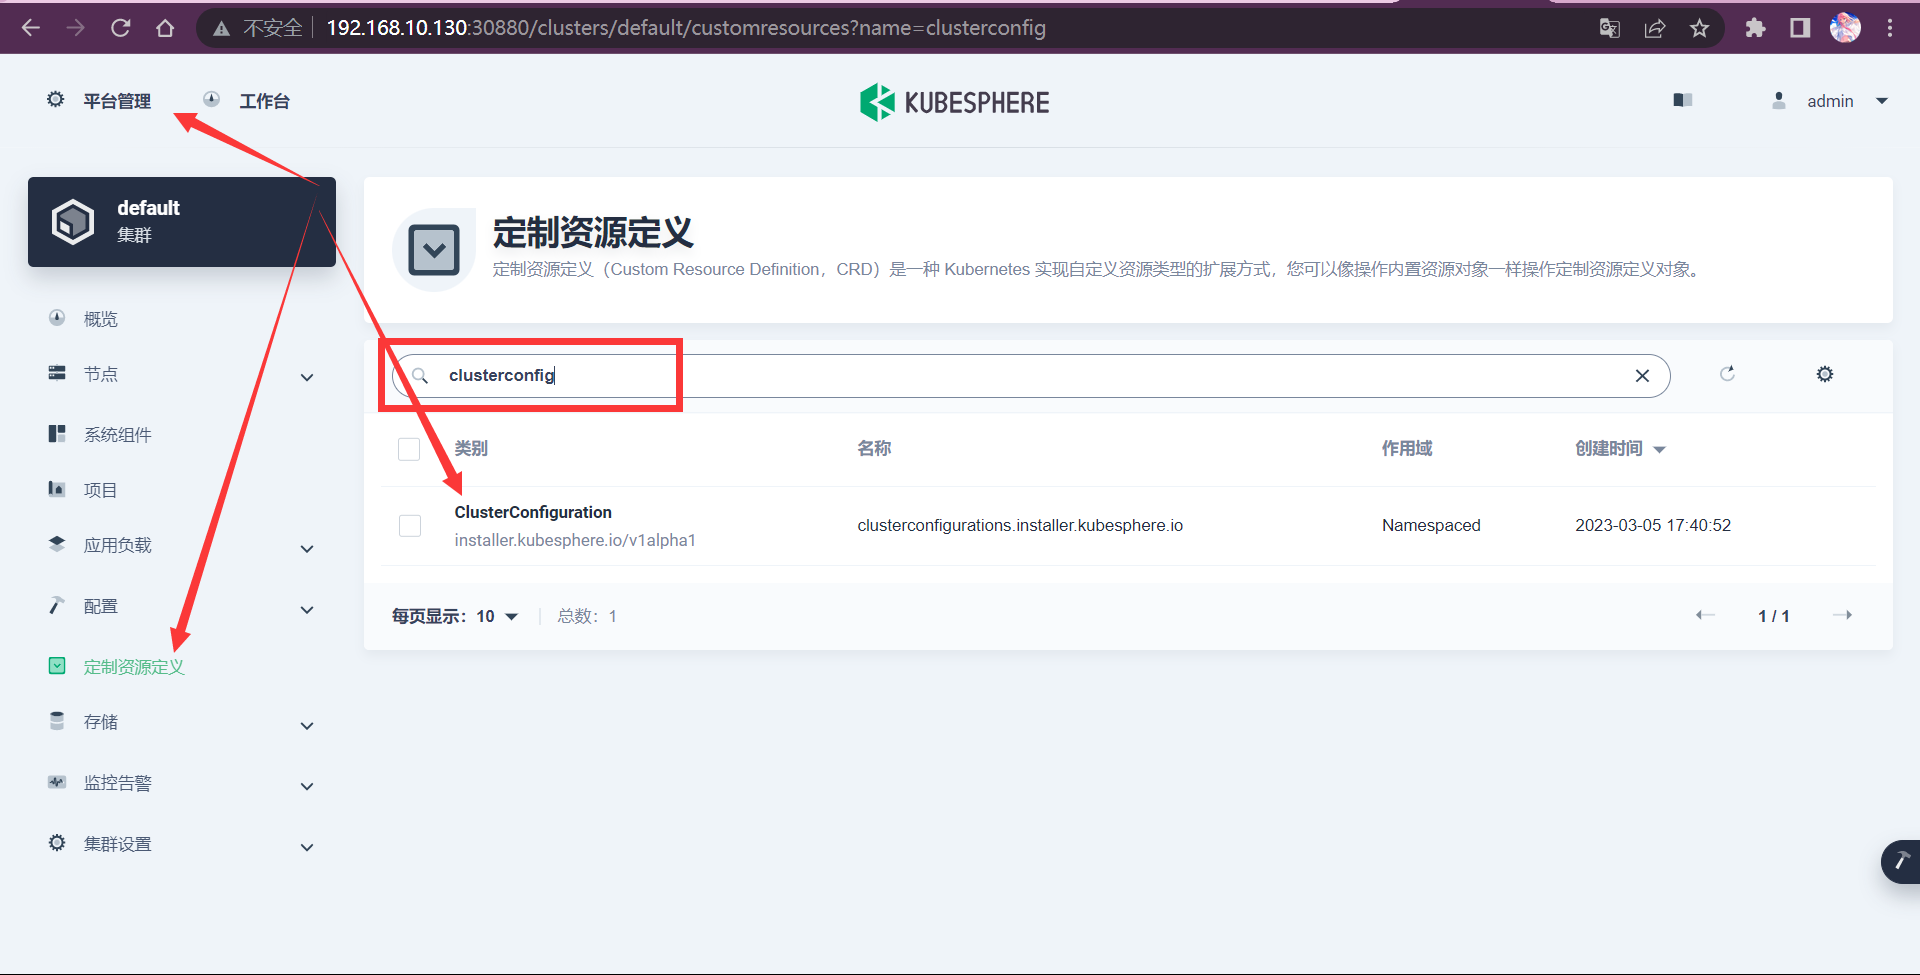 不安全 192.168.10.130:30880/clusters/default/customresources?name=clusterconfig
平台管理 工作台 KUBESPHERE admin
default
集群
概览
节点
系统组件
项目
应用负载
配置
定制资源定义
存储
监控告警
集群设置
定制资源定义
定制资源定义（Custom Resource Definition，CRD）是一种 Kubernetes 实现自定义资源类型的扩展方式，您可以像操作内置资源对象一样操作定制资源定义对象。
clusterconfig
类别 名称 作用域 创建时间
ClusterConfiguration
installer.kubesphere.io/v1alpha1
clusterconfigurations.installer.kubesphere.io Namespaced 2023-03-05 17:40:52
每页显示：10 总数：1 1 / 1